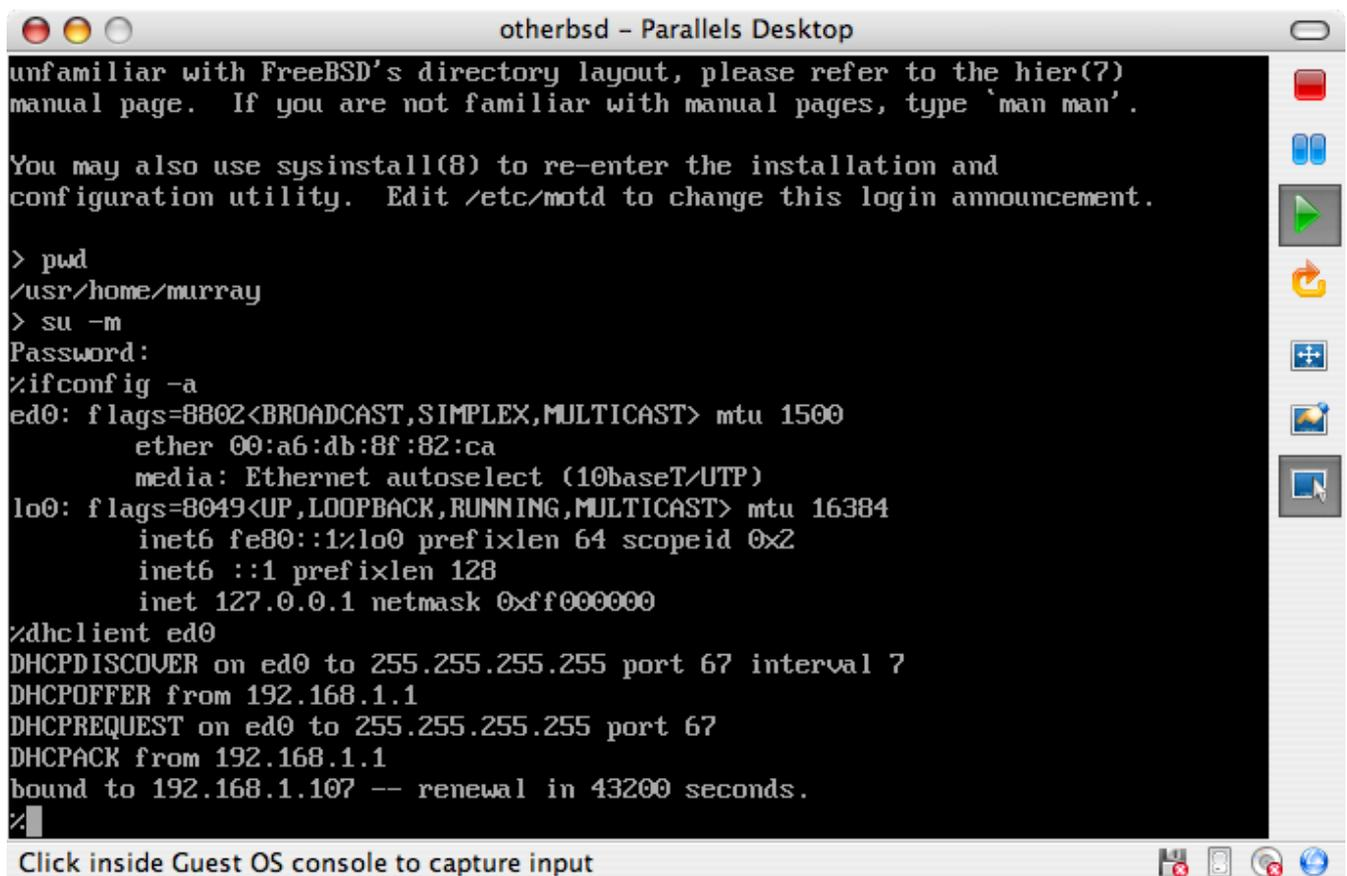 otherbsd – Parallels Desktop
unfamiliar with FreeBSD's directory layout, please refer to the hier(7)
manual page.  If you are not familiar with manual pages, type `man man'.
You may also use sysinstall(8) to re-enter the installation and
configuration utility.  Edit /etc/motd to change this login announcement.
> pwd
/usr/home/murray
> su -m
Password:
%ifconfig -a
ed0: flags=8802<BROADCAST,SIMPLEX,MULTICAST> mtu 1500
        ether 00:a6:db:8f:82:ca
        media: Ethernet autoselect (10baseT/UTP)
lo0: flags=8049<UP,LOOPBACK,RUNNING,MULTICAST> mtu 16384
        inet6 fe80::1%lo0 prefixlen 64 scopeid 0x2
        inet6 ::1 prefixlen 128
        inet 127.0.0.1 netmask 0xff000000
%dhclient ed0
DHCPDISCOVER on ed0 to 255.255.255.255 port 67 interval 7
DHCPOFFER from 192.168.1.1
DHCPREQUEST on ed0 to 255.255.255.255 port 67
DHCPACK from 192.168.1.1
bound to 192.168.1.107 -- renewal in 43200 seconds.
%
Click inside Guest OS console to capture input